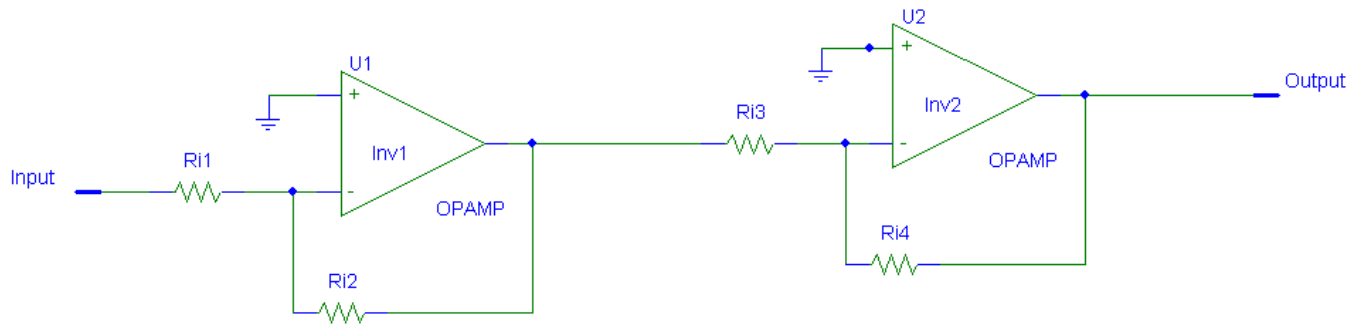 U2
U1
+
Output
+
Inv2
Ri3
Ri1
Inv1
-
OPAMP
Input
-
OPAMP
Ri4
Ri2